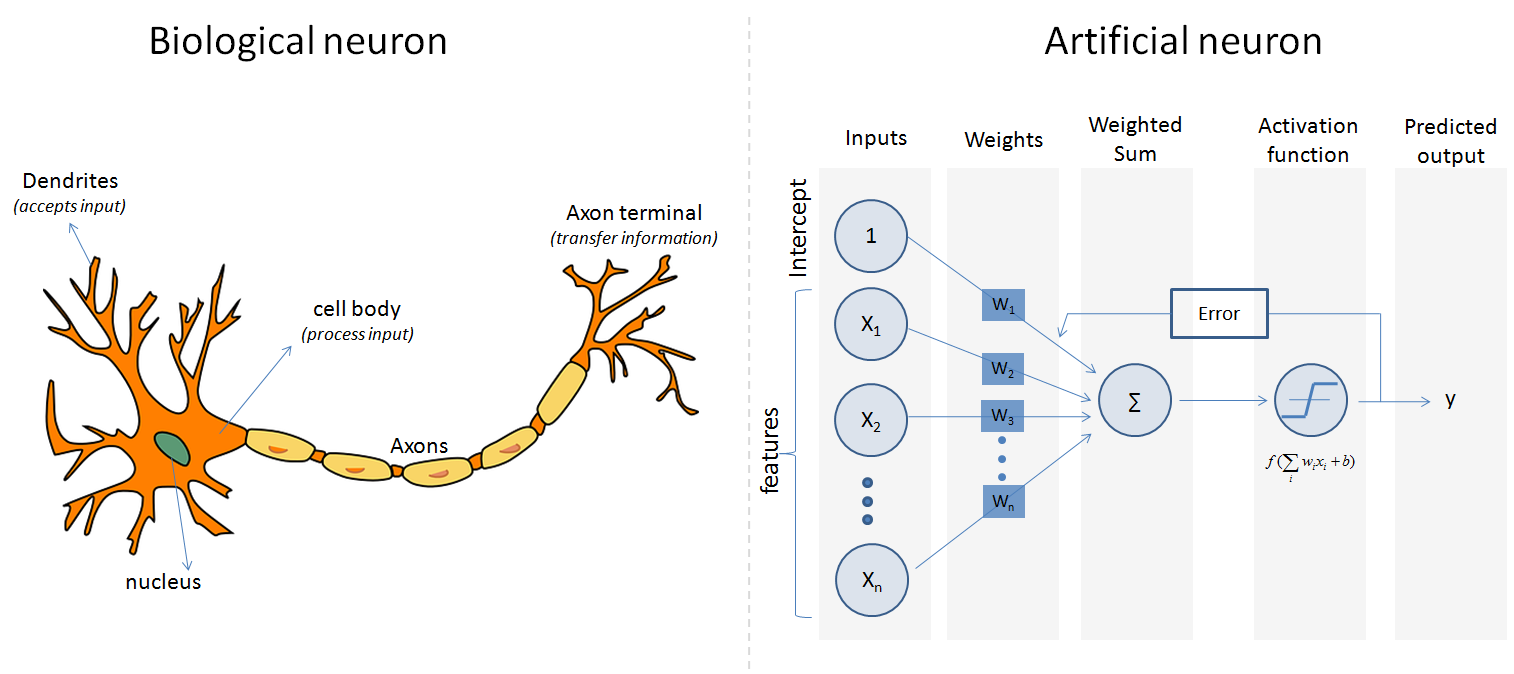 Biological neuron
Dendrites
(accepts input)
cell body
(process input)
Axon terminal
(transfer information)
Axons
nucleus
Artificial neuron
Inputs
Weights
Weighted
Sum
Activation
function
Predicted
output
Intercept
features
1
X₁
X₂
Xₙ
W₁
W₂
W₃
Wₙ
Σ
Error
f(∑ᵢ wᵢxᵢ + b)
y